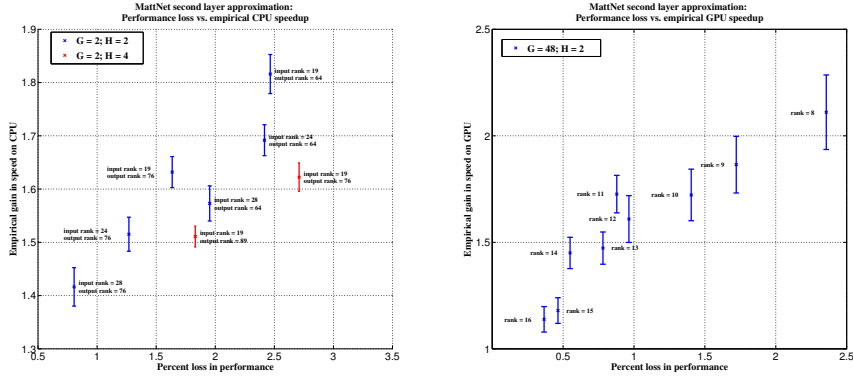 MattNet second layer approximation:
Performance loss vs. empirical CPU speedup
1.9
1.8
1.7
1.6
1.5
1.4
1.3
0.5
1
1.5
2
2.5
3
3.5
Empirical gain in speed on CPU
Percent loss in performance
G = 2; H = 2
G = 2; H = 4
input rank = 19
output rank = 64
input rank = 24
output rank = 64
input rank = 19
output rank = 76
input rank = 19
output rank = 76
input rank = 28
output rank = 64
input rank = 24
output rank = 76
input rank = 19
output rank = 89
input rank = 28
output rank = 76
MattNet second layer approximation:
Performance loss vs. empirical GPU speedup
2.5
2
1.5
1
0.5
1
1.5
2
2.5
Empirical gain in speed on GPU
Percent loss in performance
G = 48; H = 2
rank = 8
rank = 9
rank = 10
rank = 11
rank = 12
rank = 13
rank = 14
rank = 15
rank = 16